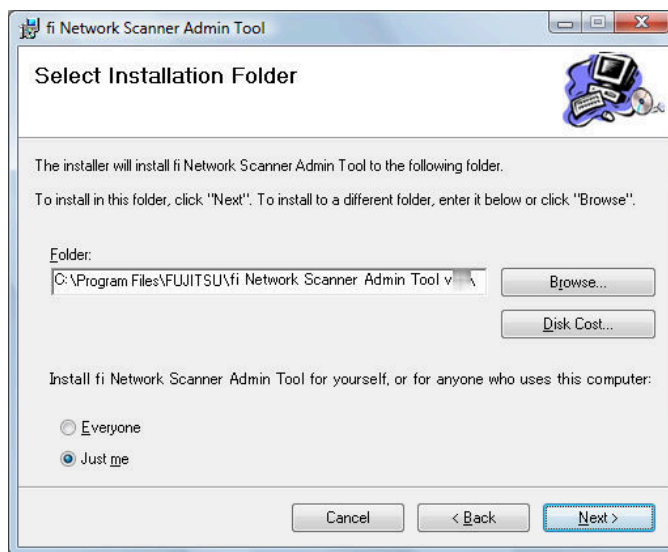 fi Network Scanner Admin Tool
Select Installation Folder
The installer will install fi Network Scanner Admin Tool to the following folder.
To install in this folder, click "Next". To install to a different folder, enter it below or click "Browse".
Folder:
C:\Program Files\FUJITSU\fi Network Scanner Admin Tool v \
Browse...
Disk Cost...
Install fi Network Scanner Admin Tool for yourself, or for anyone who uses this computer:
Everyone
Just me
Cancel
< Back
Next >